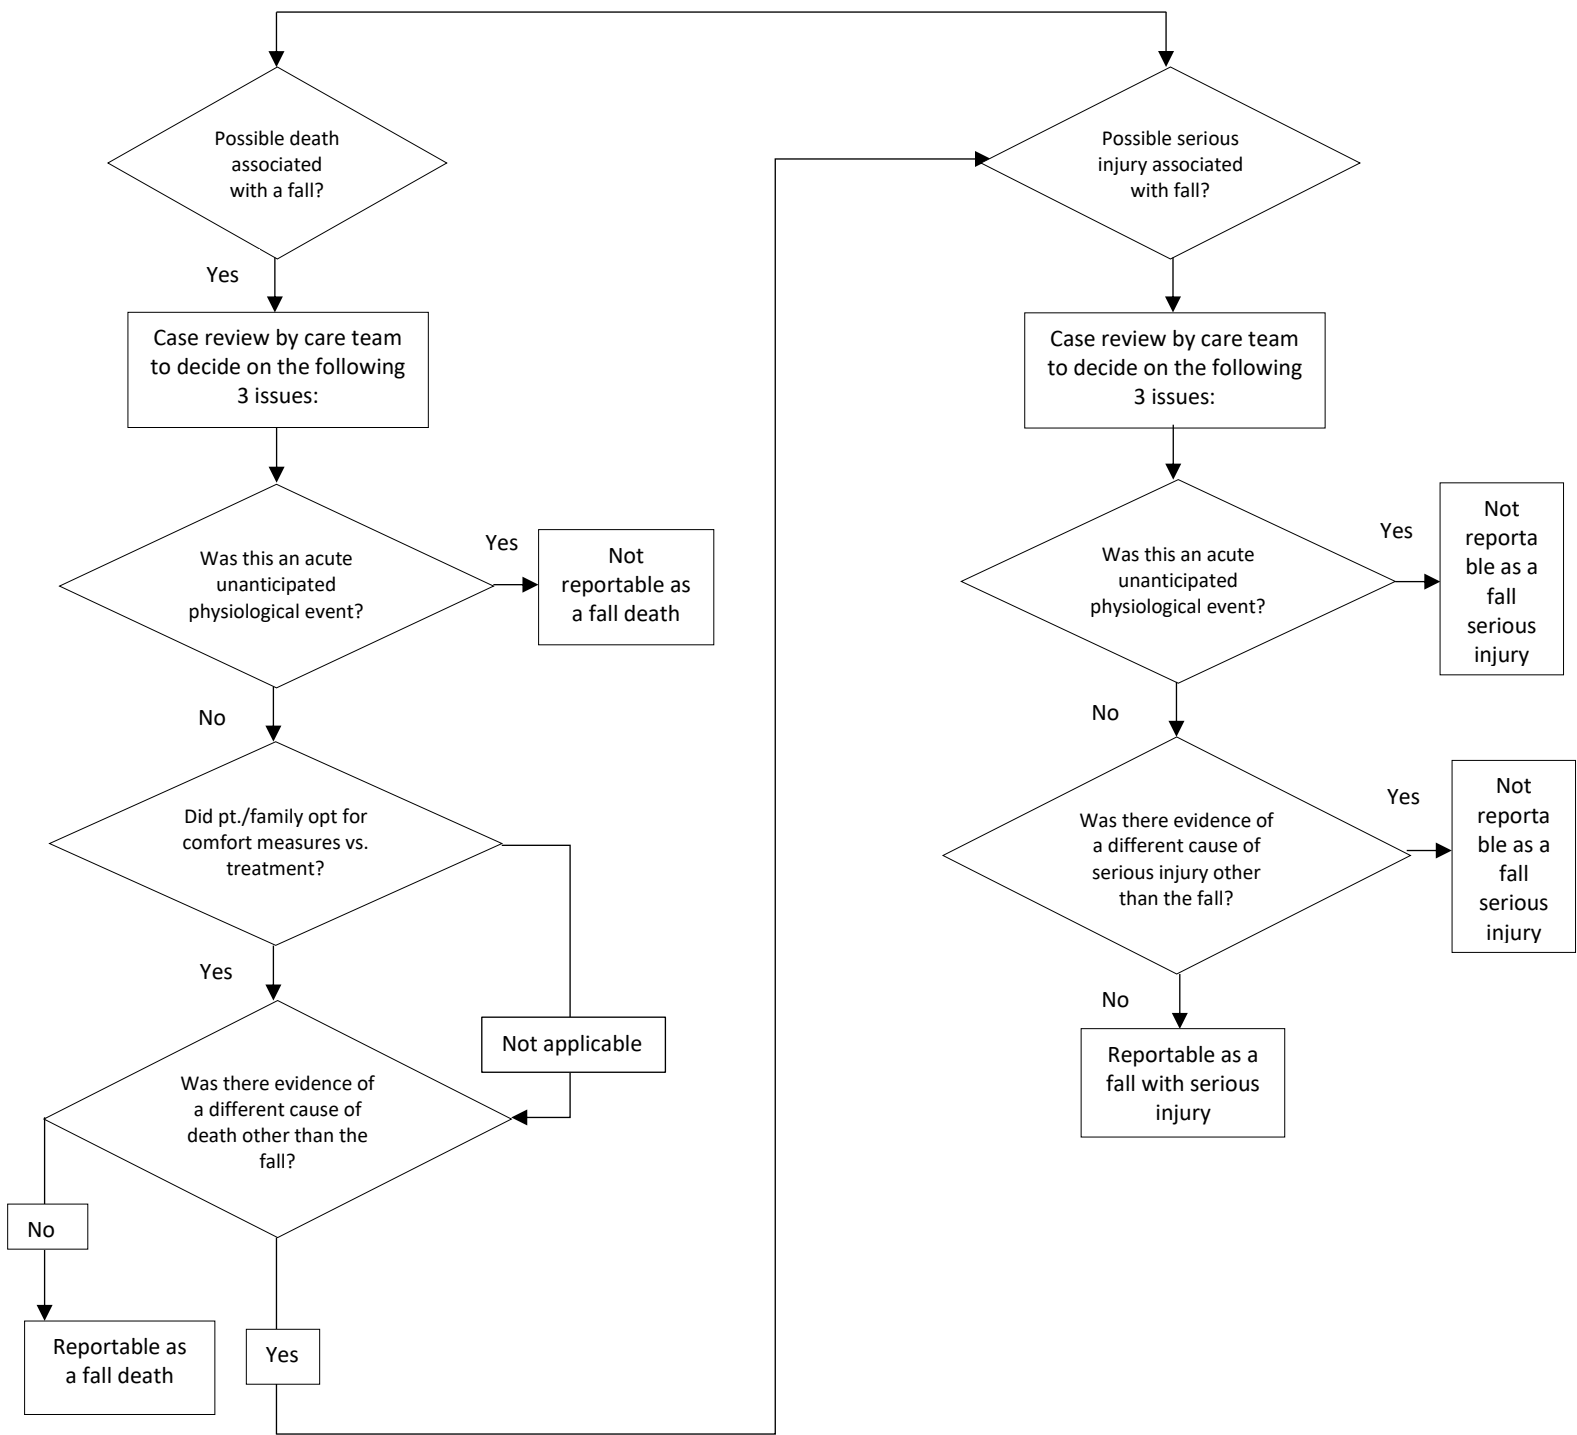 Possible death
associated
with a fall?
Yes
Case review by care team
to decide on the following
3 issues:
Was this an acute
unanticipated
physiological event?
Yes
Not
reportable as
a fall death
No
Did pt./family opt for
comfort measures vs.
treatment?
Yes
Not applicable
Was there evidence of
a different cause of
death other than the
fall?
No
Reportable as
a fall death
Yes
Possible serious
injury associated
with fall?
Case review by care team
to decide on the following
3 issues:
Was this an acute
unanticipated
physiological event?
Yes
Not
reporta
ble as a
fall
serious
injury
No
Was there evidence of
a different cause of
serious injury other
than the fall?
Yes
Not
reporta
ble as a
fall
serious
injury
No
Reportable as a
fall with serious
injury